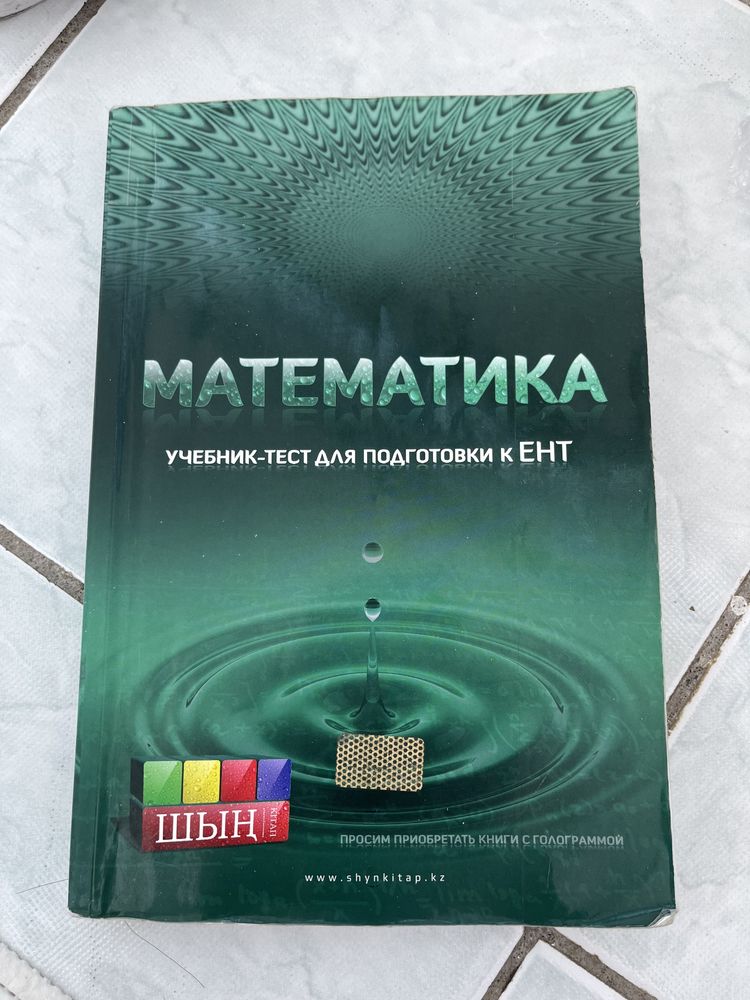 МАТЕМАТИКА
УЧЕБНИК-ТЕСТ ДЛЯ ПОДГОТОВКИ К ЕНТ
ШЫҢ
КІТАП
ПРОСИМ ПРИОБРЕТАТЬ КНИГИ С ГОЛОГРАММОЙ
www.shynkitap.kz